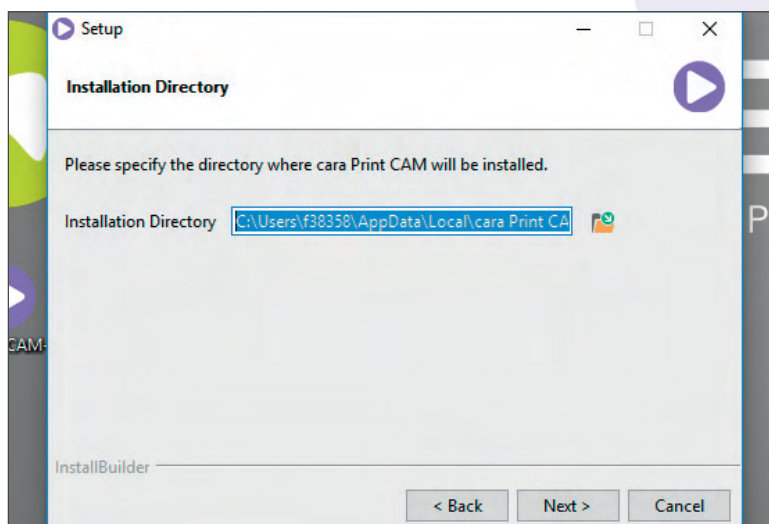 Setup
Installation Directory
Please specify the directory where cara Print CAM will be installed.
Installation Directory C:\Users\f38358\AppData\Local\cara Print CA
P
CAM-
InstallBuilder
< Back Next > Cancel